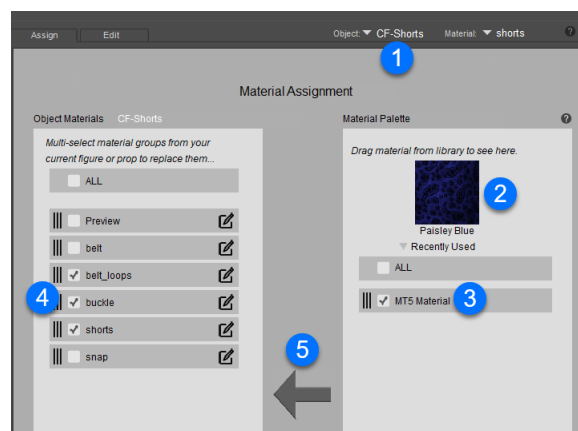 Assign Edit Object: CF-Shorts Material: shorts ?
1
Material Assignment
Object Materials CF-Shorts
Multi-select material groups from your
current figure or prop to replace them...
ALL
Preview
belt
belt_loops
4
buckle
shorts
snap
5
Material Palette ?
Drag material from library to see here.
2
Paisley Blue
Recently Used
ALL
MT5 Material 3